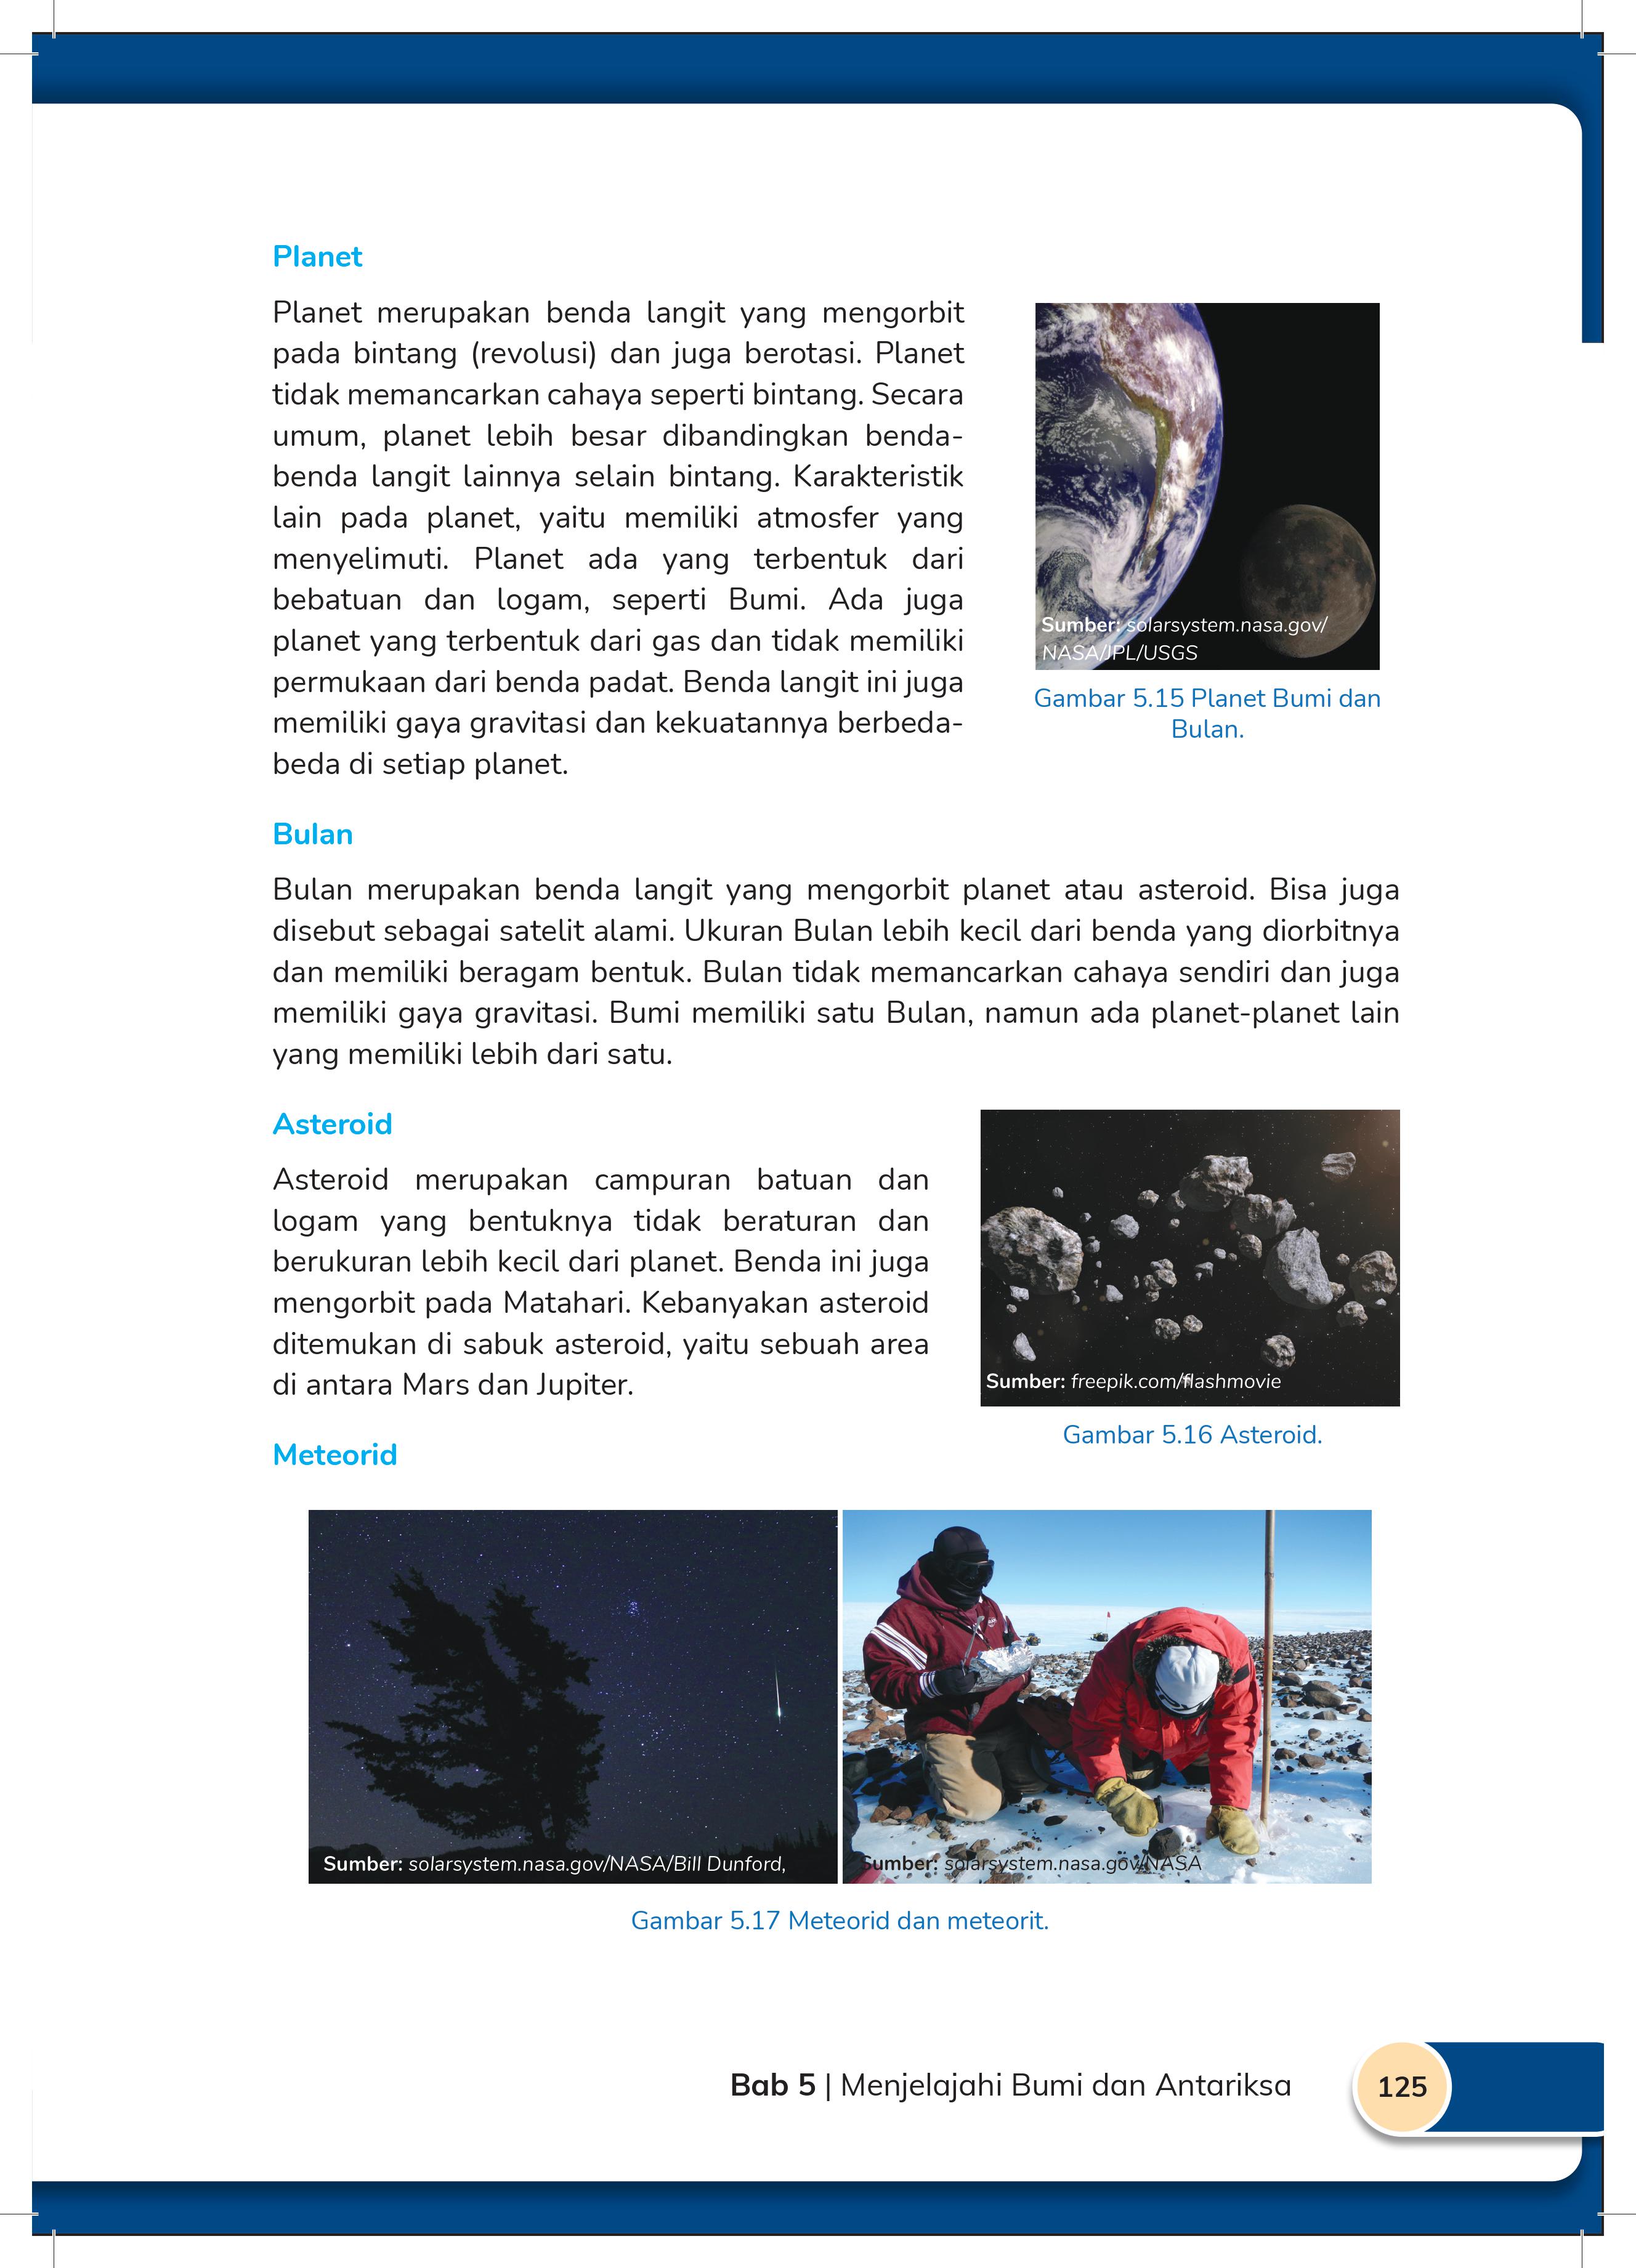 Planet
Planet merupakan benda langit yang mengorbit
pada bintang (revolusi) dan juga berotasi. Planet
tidak memancarkan cahaya seperti bintang. Secara
umum, planet lebih besar dibandingkan benda-
benda langit lainnya selain bintang. Karakteristik
lain pada planet, yaitu memiliki atmosfer yang
menyelimuti. Planet ada yang terbentuk dari
bebatuan dan logam, seperti Bumi. Ada juga
planet yang terbentuk dari gas dan tidak memiliki
permukaan dari benda padat. Benda langit ini juga
memiliki gaya gravitasi dan kekuatannya berbeda-
beda di setiap planet.
Sumber: solarsystem.nasa.gov/
NASA/JPL/USGS
Gambar 5.15 Planet Bumi dan
Bulan.
Bulan
Bulan merupakan benda langit yang mengorbit planet atau asteroid. Bisa juga
disebut sebagai satelit alami. Ukuran Bulan lebih kecil dari benda yang diorbitnya
dan memiliki beragam bentuk. Bulan tidak memancarkan cahaya sendiri dan juga
memiliki gaya gravitasi. Bumi memiliki satu Bulan, namun ada planet-planet lain
yang memiliki lebih dari satu.
Asteroid
Asteroid merupakan campuran batuan dan
logam yang bentuknya tidak beraturan dan
berukuran lebih kecil dari planet. Benda ini juga
mengorbit pada Matahari. Kebanyakan asteroid
ditemukan di sabuk asteroid, yaitu sebuah area
di antara Mars dan Jupiter.
Sumber: freepik.com/flashmovie
Gambar 5.16 Asteroid.
Meteorid
Sumber: solarsystem.nasa.gov/NASA/Bill Dunford,
Sumber: solarsystem.nasa.gov/NASA
Gambar 5.17 Meteorid dan meteorit.
Bab 5 | Menjelajahi Bumi dan Antariksa
125